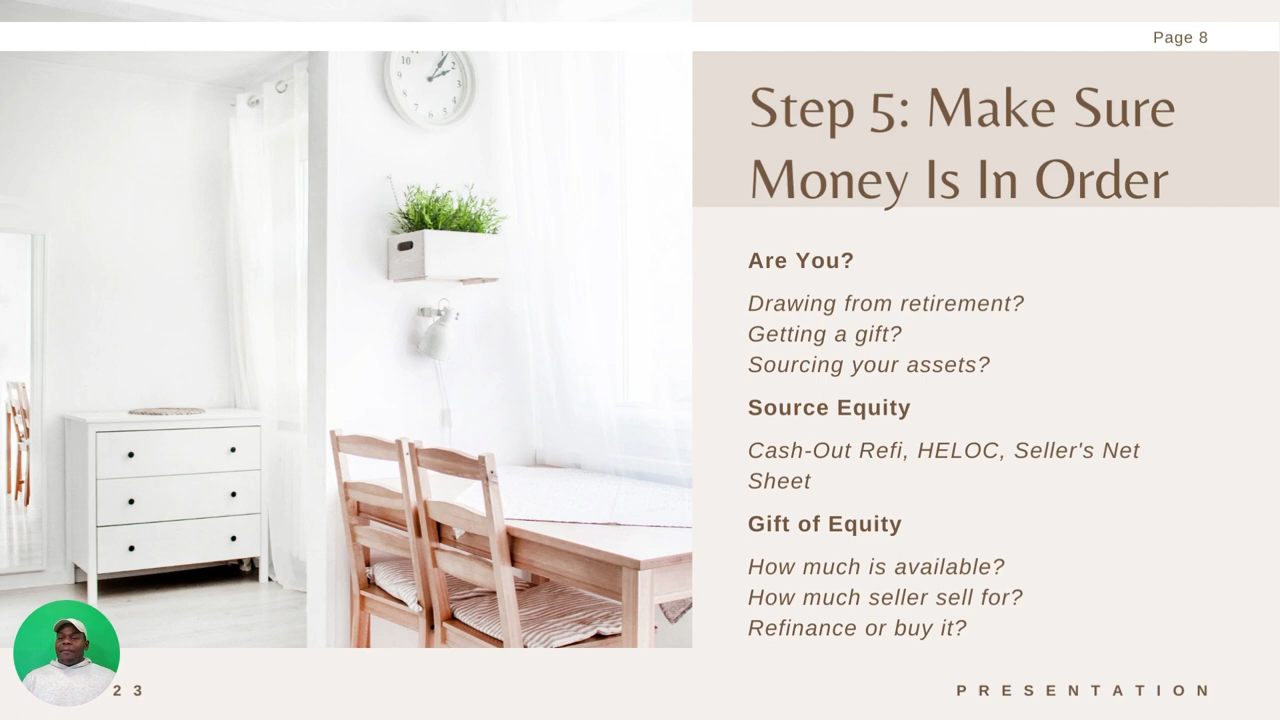 Page 8
Step 5: Make Sure
Money Is In Order
Are You?
Drawing from retirement?
Getting a gift?
Sourcing your assets?
Source Equity
Cash-Out Refi, HELOC, Seller's Net
Sheet
Gift of Equity
How much is available?
How much seller sell for?
Refinance or buy it?
23
PRESENTATION